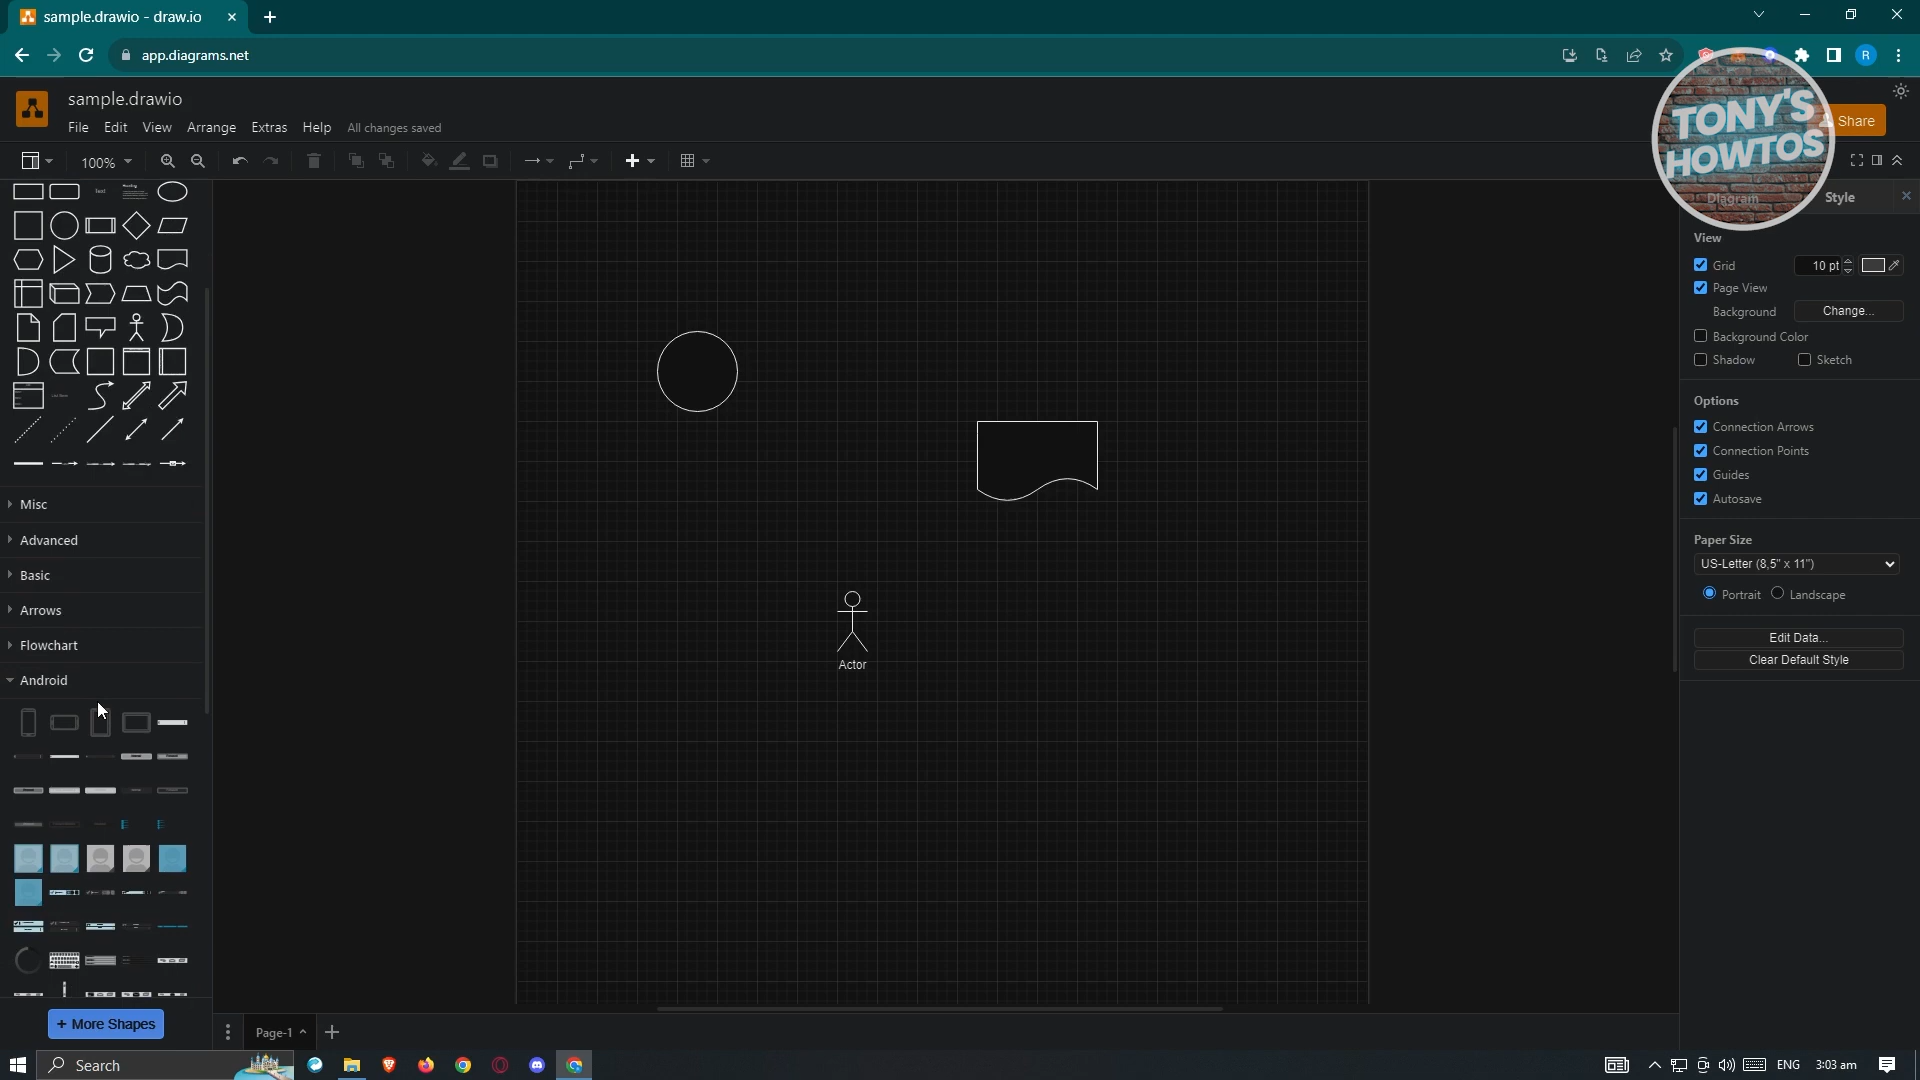 sample.drawio - draw.io
app.diagrams.net
R
sample.drawio
File Edit View Arrange Extras Help All changes saved
Share
TONY'S
HOWTOS
100%
Text
Heading
Diagram
Style
View
Grid
10 pt
Page View
Background
Change...
Background Color
Shadow
Sketch
Options
Connection Arrows
Connection Points
Guides
Autosave
Paper Size
US-Letter (8,5" x 11")
Portrait
Landscape
Edit Data...
Clear Default Style
Misc
Advanced
Basic
Arrows
Flowchart
Android
Actor
+ More Shapes
Page-1
Search
ENG
3:03 am